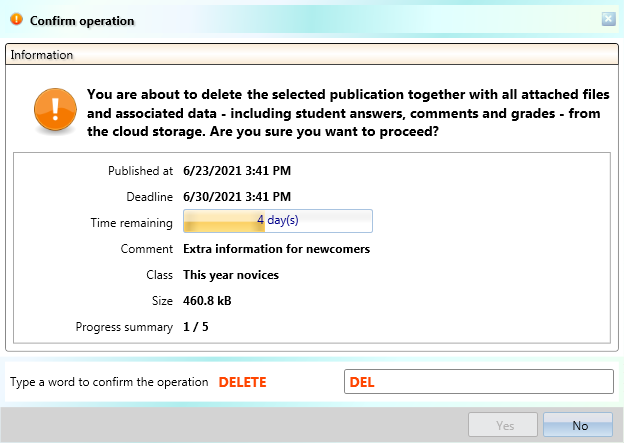 Confirm operation
Information
You are about to delete the selected publication together with all attached files
and associated data - including student answers, comments and grades - from
the cloud storage. Are you sure you want to proceed?
Published at 6/23/2021 3:41 PM
Deadline 6/30/2021 3:41 PM
Time remaining 4 day(s)
Comment Extra information for newcomers
Class This year novices
Size 460.8 kB
Progress summary 1 / 5
Type a word to confirm the operation DELETE DEL
Yes No